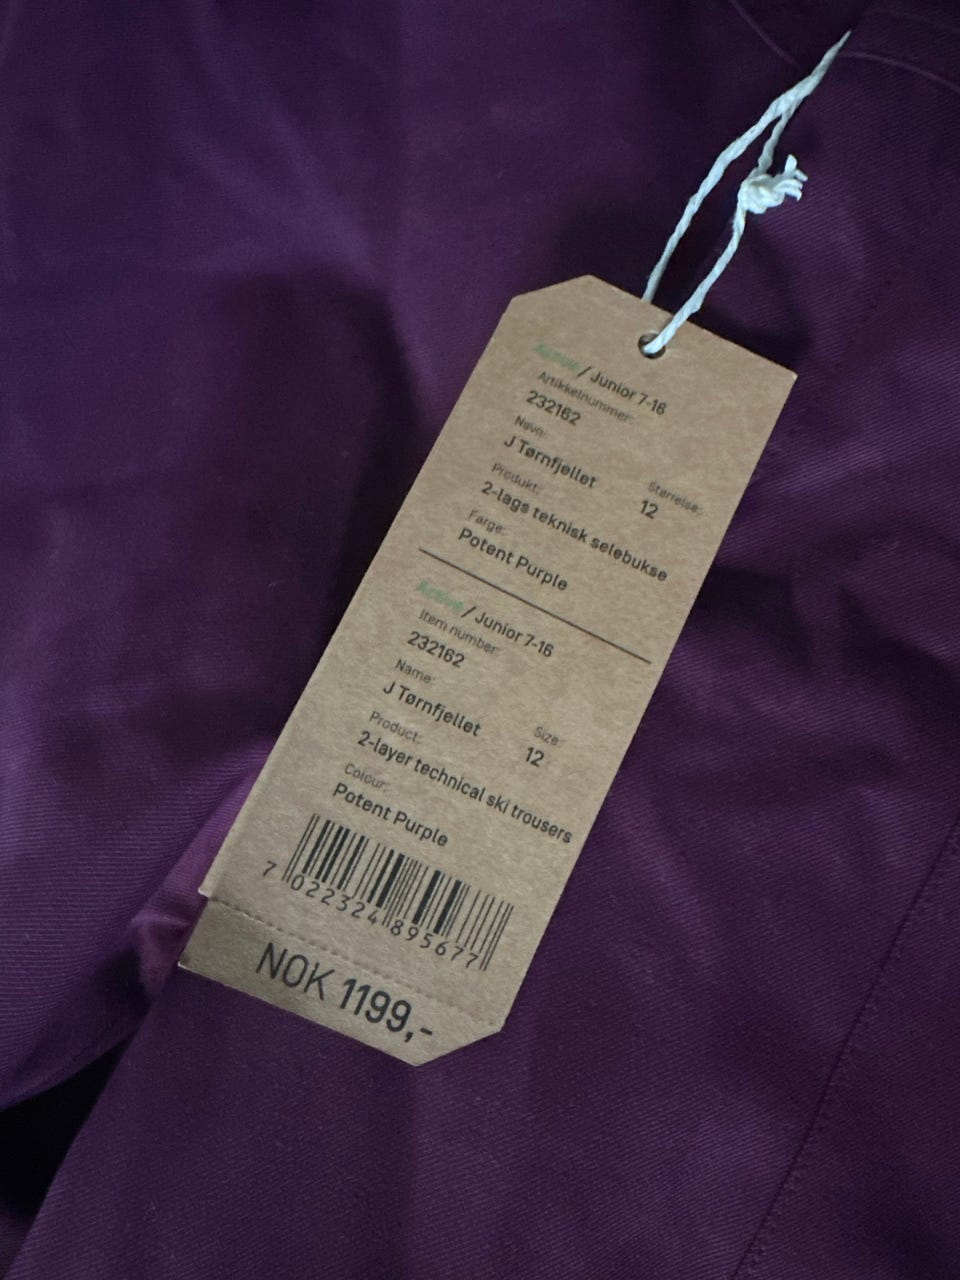 Active / Junior 7-16
Artikkelnummer:
232162
Navn:
J Tørnfjellet
Størrelse:
12
Produkt:
2-lags teknisk selebukse
Farge:
Potent Purple
Active / Junior 7-16
Item number:
232162
Name:
J Tørnfjellet
Size:
12
Product:
2-layer technical ski trousers
Colour:
Potent Purple
7 022324 895677
NOK 1199,-